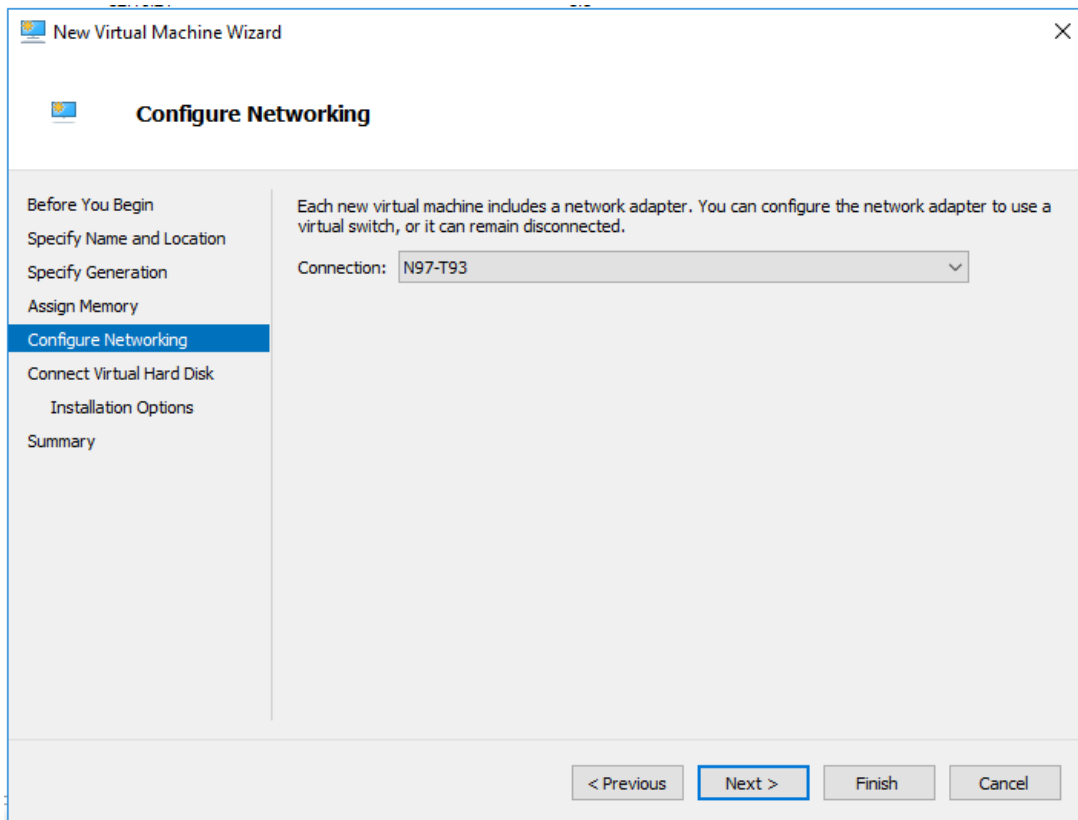 New Virtual Machine Wizard
Configure Networking
Before You Begin
Specify Name and Location
Specify Generation
Assign Memory
Configure Networking
Connect Virtual Hard Disk
Installation Options
Summary
Each new virtual machine includes a network adapter. You can configure the network adapter to use a
virtual switch, or it can remain disconnected.
Connection: N97-T93
< Previous
Next >
Finish
Cancel